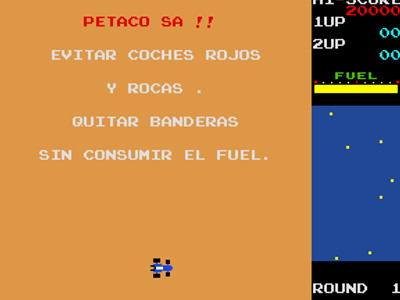 PETACO SA !!
EVITAR COCHES ROJOS
Y ROCAS .
QUITAR BANDERAS
SIN CONSUMIR EL FUEL.
HI-SCORE
20000
1UP
00
2UP
00
FUEL
ROUND 1